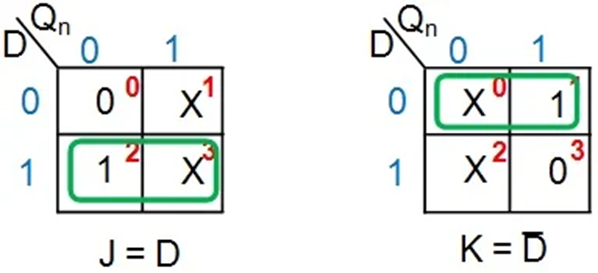 Qn
D 0 1
0 0 0 X 1
1 1 2 X 3
J = D
Qn
D 0 1
0 X 0 1 1
1 X 2 0 3
K = D̅